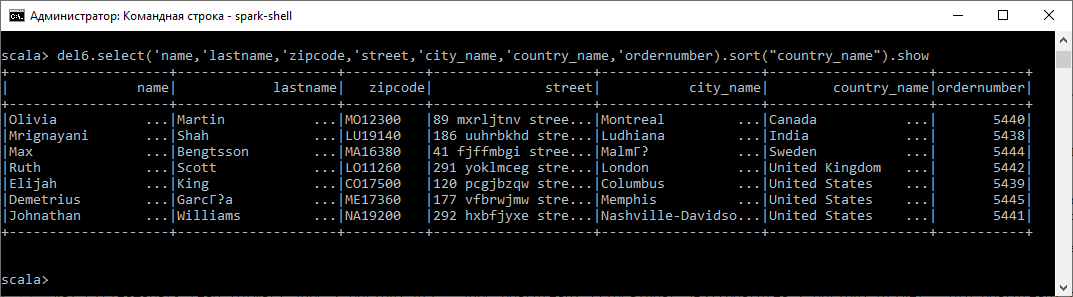 Администратор: Командная строка - spark-shell
scala> del6.select('name,'lastname,'zipcode,'street,'city_name,'country_name,'ordernumber).sort("country_name").show
+--------------------+--------------------+----------+--------------------+--------------------+--------------------+-----------+
|                name|            lastname|   zipcode|              street|           city_name|        country_name|ordernumber|
+--------------------+--------------------+----------+--------------------+--------------------+--------------------+-----------+
|Olivia           ...|Martin           ...|MO12300   |89 mxrljtnv stree...|Montreal         ...|Canada           ...|       5440|
|Mrignayani       ...|Shah             ...|LU19140   |186 uuhrbkhd stre...|Ludhiana         ...|India            ...|       5438|
|Max              ...|Bengtsson        ...|MA16380   |41 fjffmbgi stree...|MalmГ?           ...|Sweden           ...|       5444|
|Ruth             ...|Scott            ...|LO11260   |291 yoklmceg stre...|London           ...|United Kingdom   ...|       5442|
|Elijah           ...|King             ...|CO17500   |120 pcgjbzqw stre...|Columbus         ...|United States    ...|       5439|
|Demetrius        ...|GarcГ?a          ...|ME17360   |177 vfbrwjmw stre...|Memphis          ...|United States    ...|       5445|
|Johnathan        ...|Williams         ...|NA19200   |292 hxbfjyxe stre...|Nashville-Davidso...|United States    ...|       5441|
+--------------------+--------------------+----------+--------------------+--------------------+--------------------+-----------+
scala>